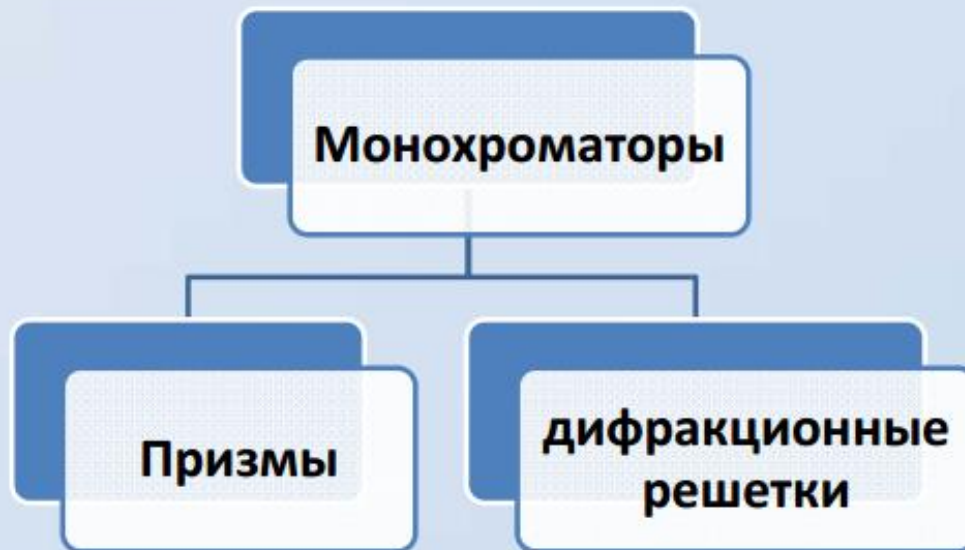 Монохроматоры
Призмы
дифракционные
решетки